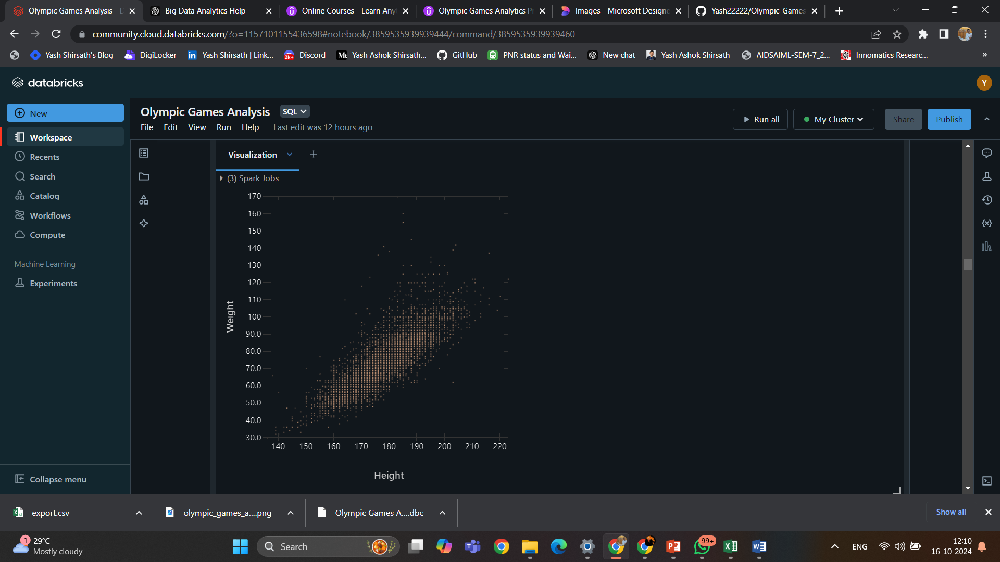 Olympic Games Analysis - D
Big Data Analytics Help
Online Courses - Learn Any
Olympic Games Analytics Pr
Images - Microsoft Designe
Yash22222/Olympic-Games
community.cloud.databricks.com/?o=1157101155436598#notebook/3859535939939444/command/3859535939939460
Yash Shirsath's Blog
DigiLocker
Yash Shirsath | Link...
2K+
Discord
Yash Ashok Shirsath...
GitHub
PNR status and Wai...
New chat
Yash Ashok Shirsath
AIDSAIML-SEM-7_2...
Innomatics Researc...
databricks
Y
New
Workspace
Recents
Search
Catalog
Workflows
Compute
Machine Learning
Experiments
Collapse menu
Olympic Games Analysis
SQL
File Edit View Run Help
Last edit was 12 hours ago
Run all
My Cluster
Share
Publish
Visualization
(3) Spark Jobs
170
160
150
140
130
120
110
100
90.0
80.0
70.0
60.0
50.0
40.0
30.0
Weight
140 150 160 170 180 190 200 210 220
Height
export.csv
olympic_games_a....png
Olympic Games A....dbc
Show all
1
29°C
Mostly cloudy
Search
99+
ENG
12:10
16-10-2024